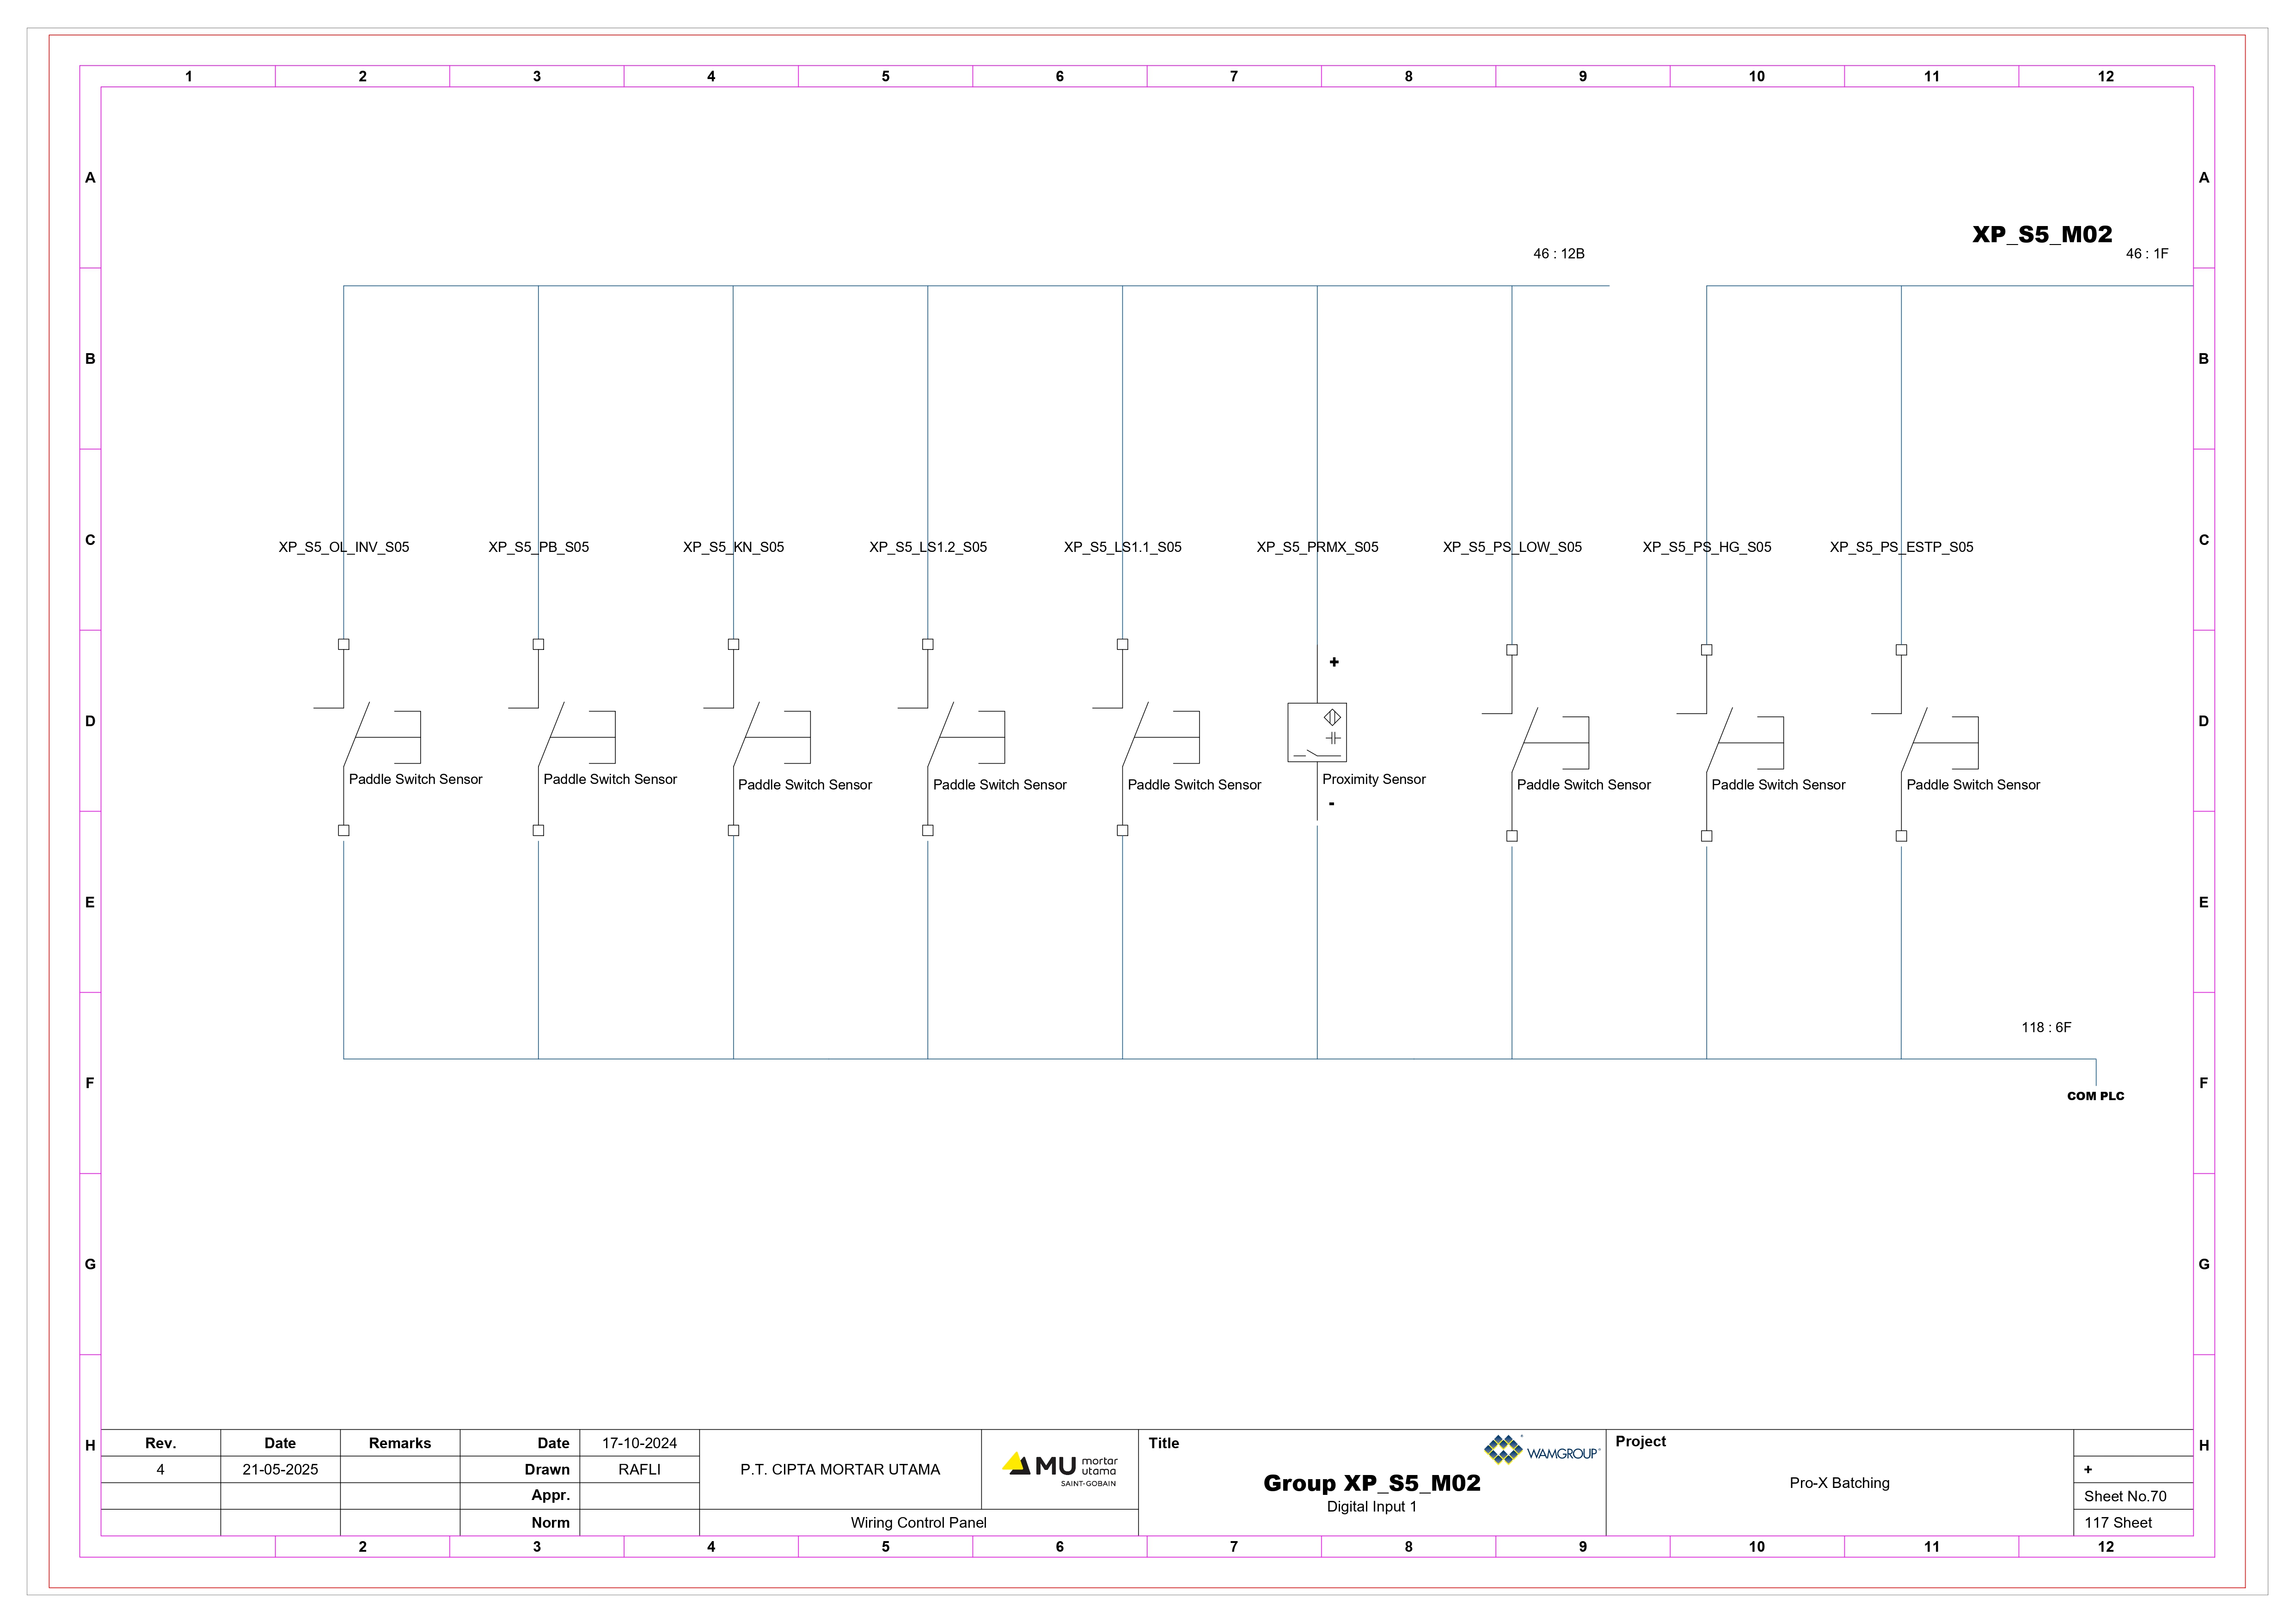 1 2 3 4 5 6 7 8 9 10 11 12
A A
XP_S5_M02
46 : 12B 46 : 1F
B B
C C
XP_S5_OL_INV_S05 XP_S5_PB_S05 XP_S5_KN_S05 XP_S5_LS1.2_S05 XP_S5_LS1.1_S05 XP_S5_PRMX_S05 XP_S5_PS_LOW_S05 XP_S5_PS_HG_S05 XP_S5_PS_ESTP_S05
+
D D
Paddle Switch Sensor Paddle Switch Sensor Paddle Switch Sensor Paddle Switch Sensor Paddle Switch Sensor Proximity Sensor Paddle Switch Sensor Paddle Switch Sensor Paddle Switch Sensor
-
E E
118 : 6F
F F
COM PLC
G G
H H
Rev. Date Remarks Date 17-10-2024
4 21-05-2025 Drawn RAFLI
Appr.
Norm
P.T. CIPTA MORTAR UTAMA
MU mortar
utama
SAINT-GOBAIN
Wiring Control Panel
Title
WAMGROUP®
Group XP_S5_M02
Digital Input 1
Project
Pro-X Batching
+
Sheet No.70
117 Sheet
2 3 4 5 6 7 8 9 10 11 12